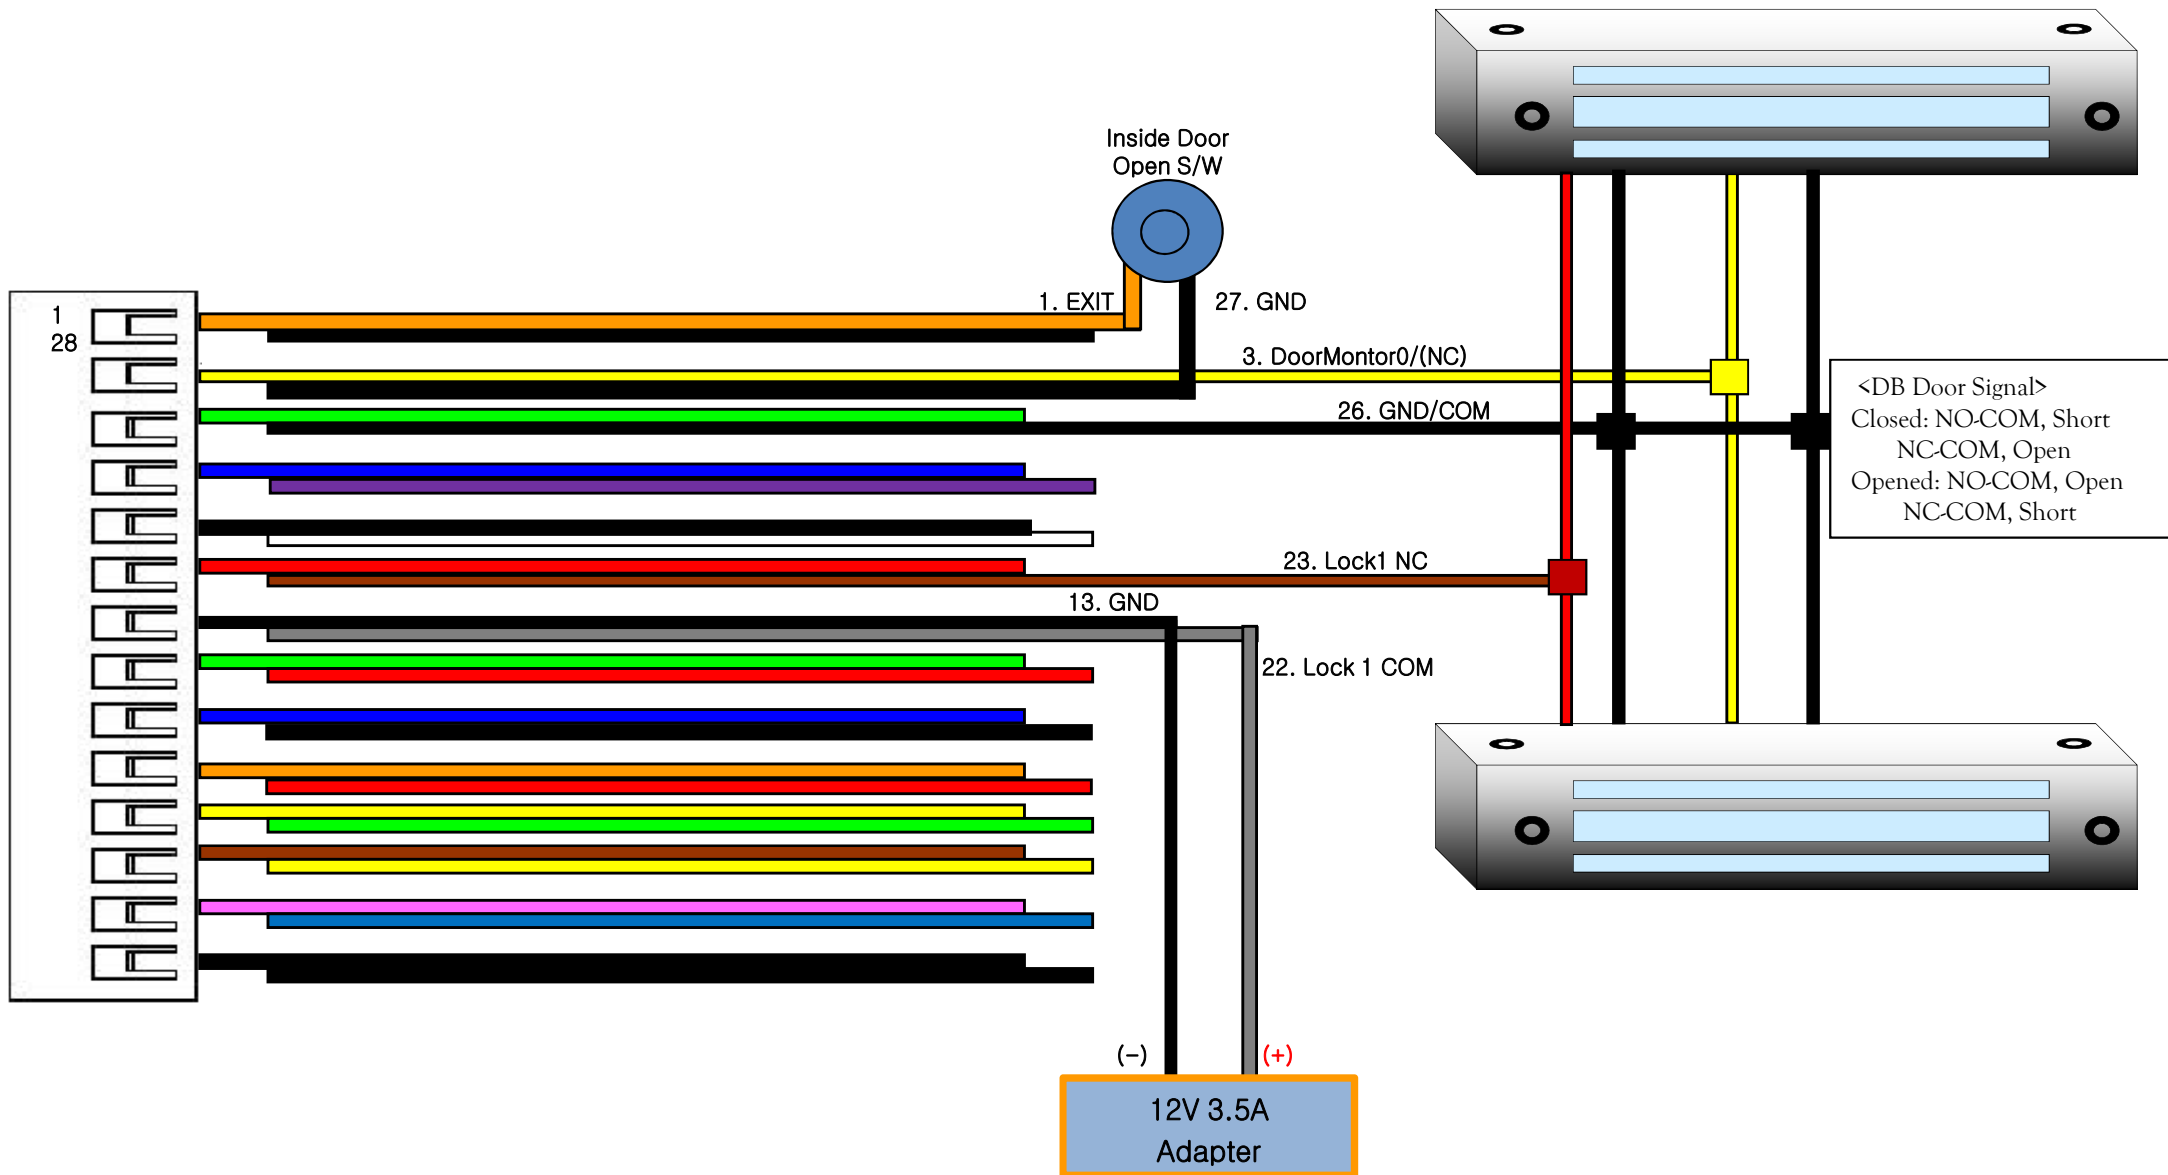 Inside Door
Open S/W
1. EXIT
27. GND
1
28
3. DoorMontor0/(NC)
26. GND/COM
<DB Door Signal>
Closed: NO-COM, Short
NC-COM, Open
Opened: NO-COM, Open
NC-COM, Short
23. Lock1 NC
13. GND
22. Lock 1 COM
(-)
(+)
12V 3.5A
Adapter